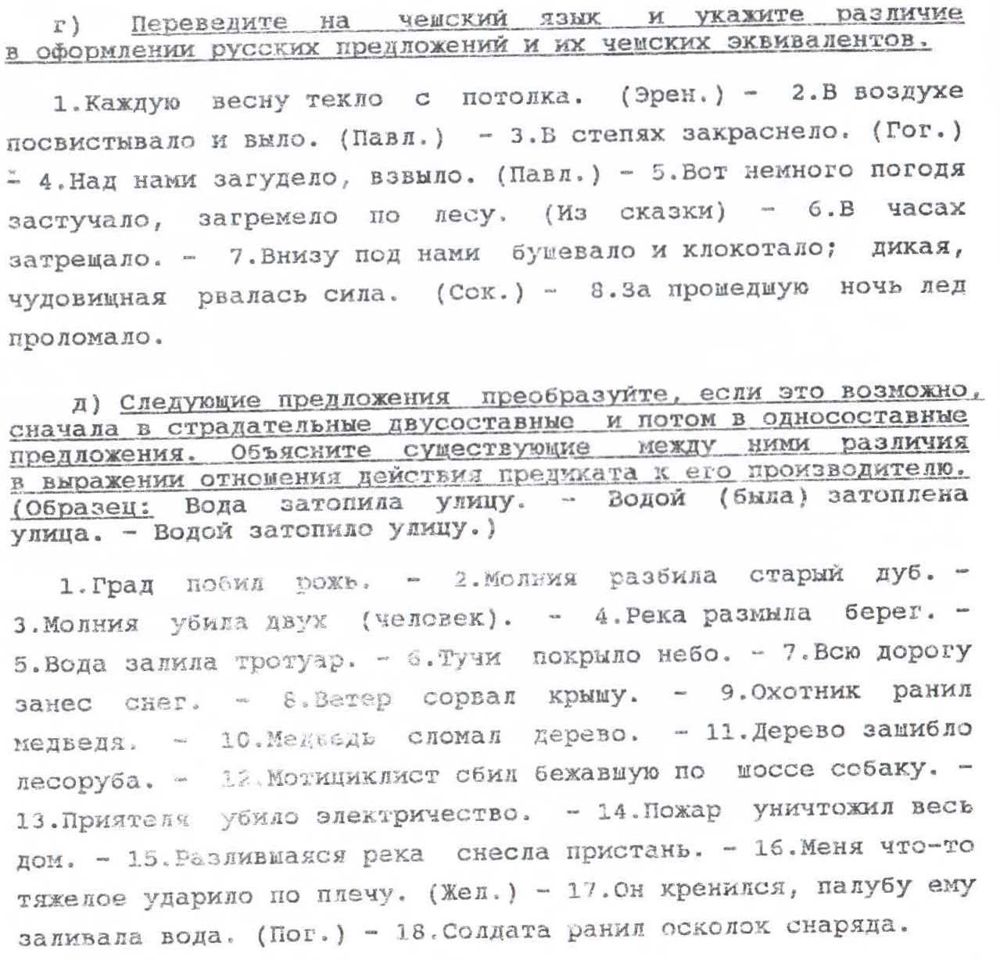 г) Переведите на чешский язык и укажите различие
в оформлении русских предложений и их чешских эквивалентов.
1.Каждую весну текло с потолка. (Эрен.) - 2.В воздухе
посвистывало и выло. (Павл.) - 3.В степях закраснело. (Гог.)
- 4.Над нами загудело, взвыло. (Павл.) - 5.Вот немного погодя
застучало, загремело по лесу. (Из сказки) - 6.В часах
затрещало. - 7.Внизу под нами бушевало и клокотало; дикая,
чудовищная рвалась сила. (Сок.) - 8.За прошедшую ночь лед
проломало.
д) Следующие предложения преобразуйте, если это возможно,
сначала в страдательные двусоставные и потом в односоставные
предложения. Объясните существующие между ними различия
в выражении отношения действия предиката к его производителю.
(Образец: Вода затопила улицу. - Водой (была) затоплена
улица. - Водой затопило улицу.)
1.Град побил рожь. - 2.Молния разбила старый дуб. -
3.Молния убила двух (человек). - 4.Река размыла берег. -
5.Вода залила тротуар. - 6.Тучи покрыло небо. - 7.Всю дорогу
занес снег. - 8.Ветер сорвал крышу. - 9.Охотник ранил
медведя. - 10.Медведь сломал дерево. - 11.Дерево зашибло
лесоруба. - 12.Мотициклист сбил бежавшую по шоссе собаку. -
13.Приятеля убило электричество. - 14.Пожар уничтожил весь
дом. - 15.Разлившаяся река снесла пристань. - 16.Меня что-то
тяжелое ударило по плечу. (Жел.) - 17.Он кренился, палубу ему
заливала вода. (Пог.) - 18.Солдата ранил осколок снаряда.